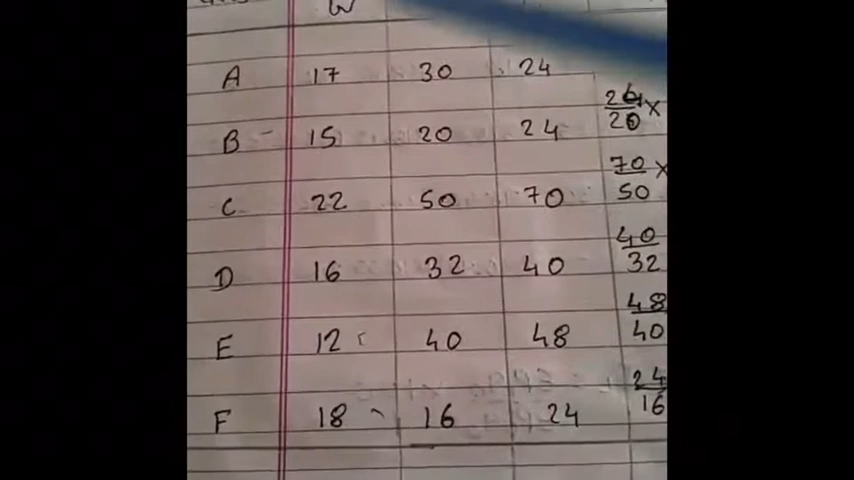 W
A 17 30 24
B - 15 20 24 24/20 x
C 22 50 70 70/50 x
D 16 32 40 40/32
E 12 40 48 48/40
F 18 16 24 24/16